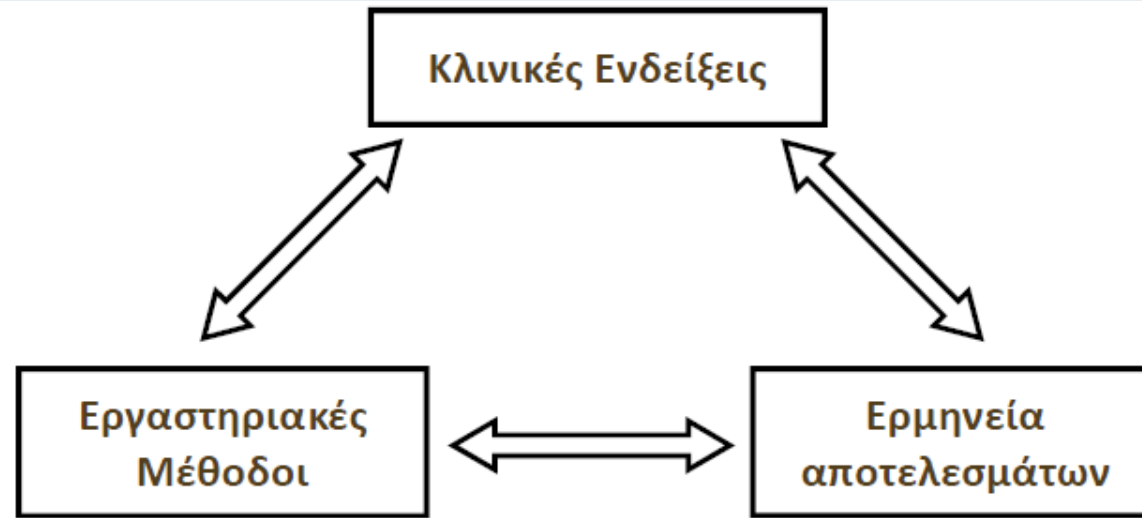 Κλινικές Ενδείξεις
Εργαστηριακές
Μέθοδοι
Ερμηνεία
αποτελεσμάτων